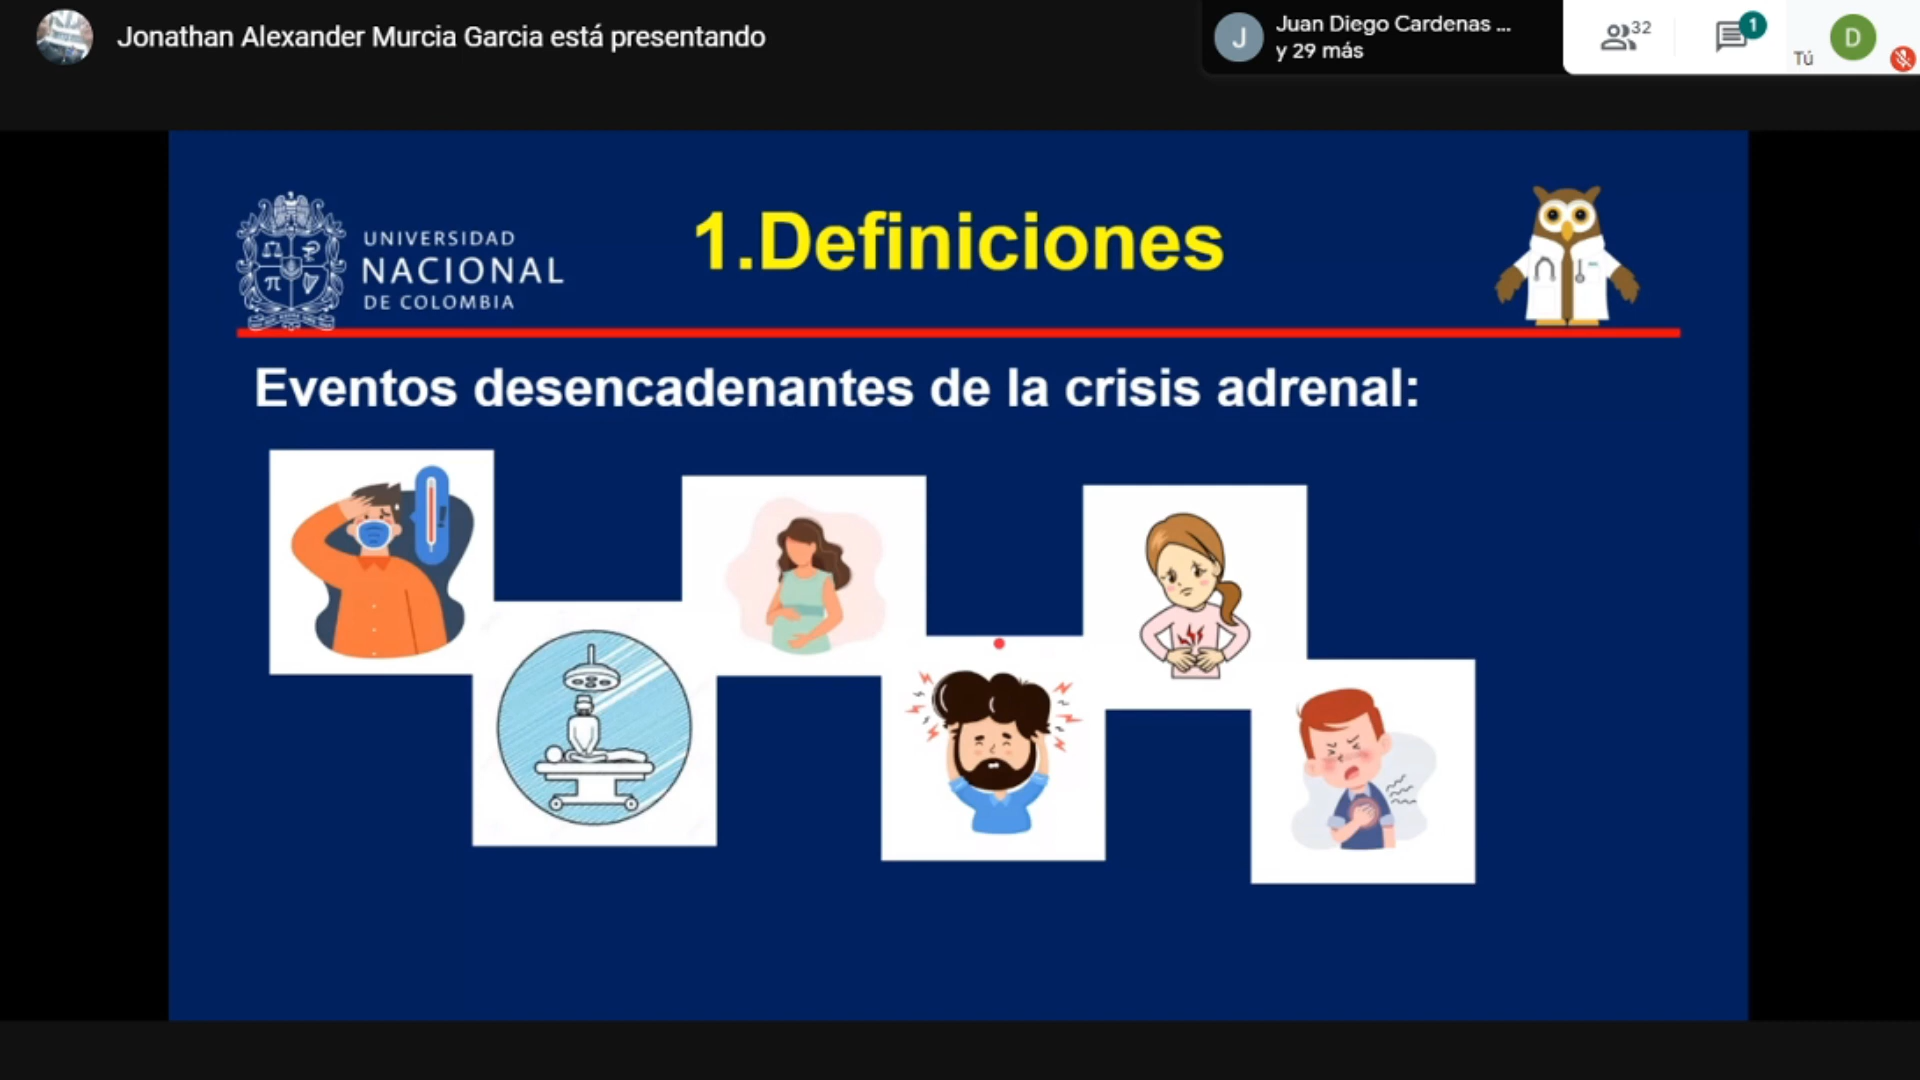 Jonathan Alexander Murcia Garcia está presentando
J
Juan Diego Cardenas ...
y 29 más
32
1
Tú
D
UNIVERSIDAD
NACIONAL
DE COLOMBIA
1.Definiciones
Eventos desencadenantes de la crisis adrenal: